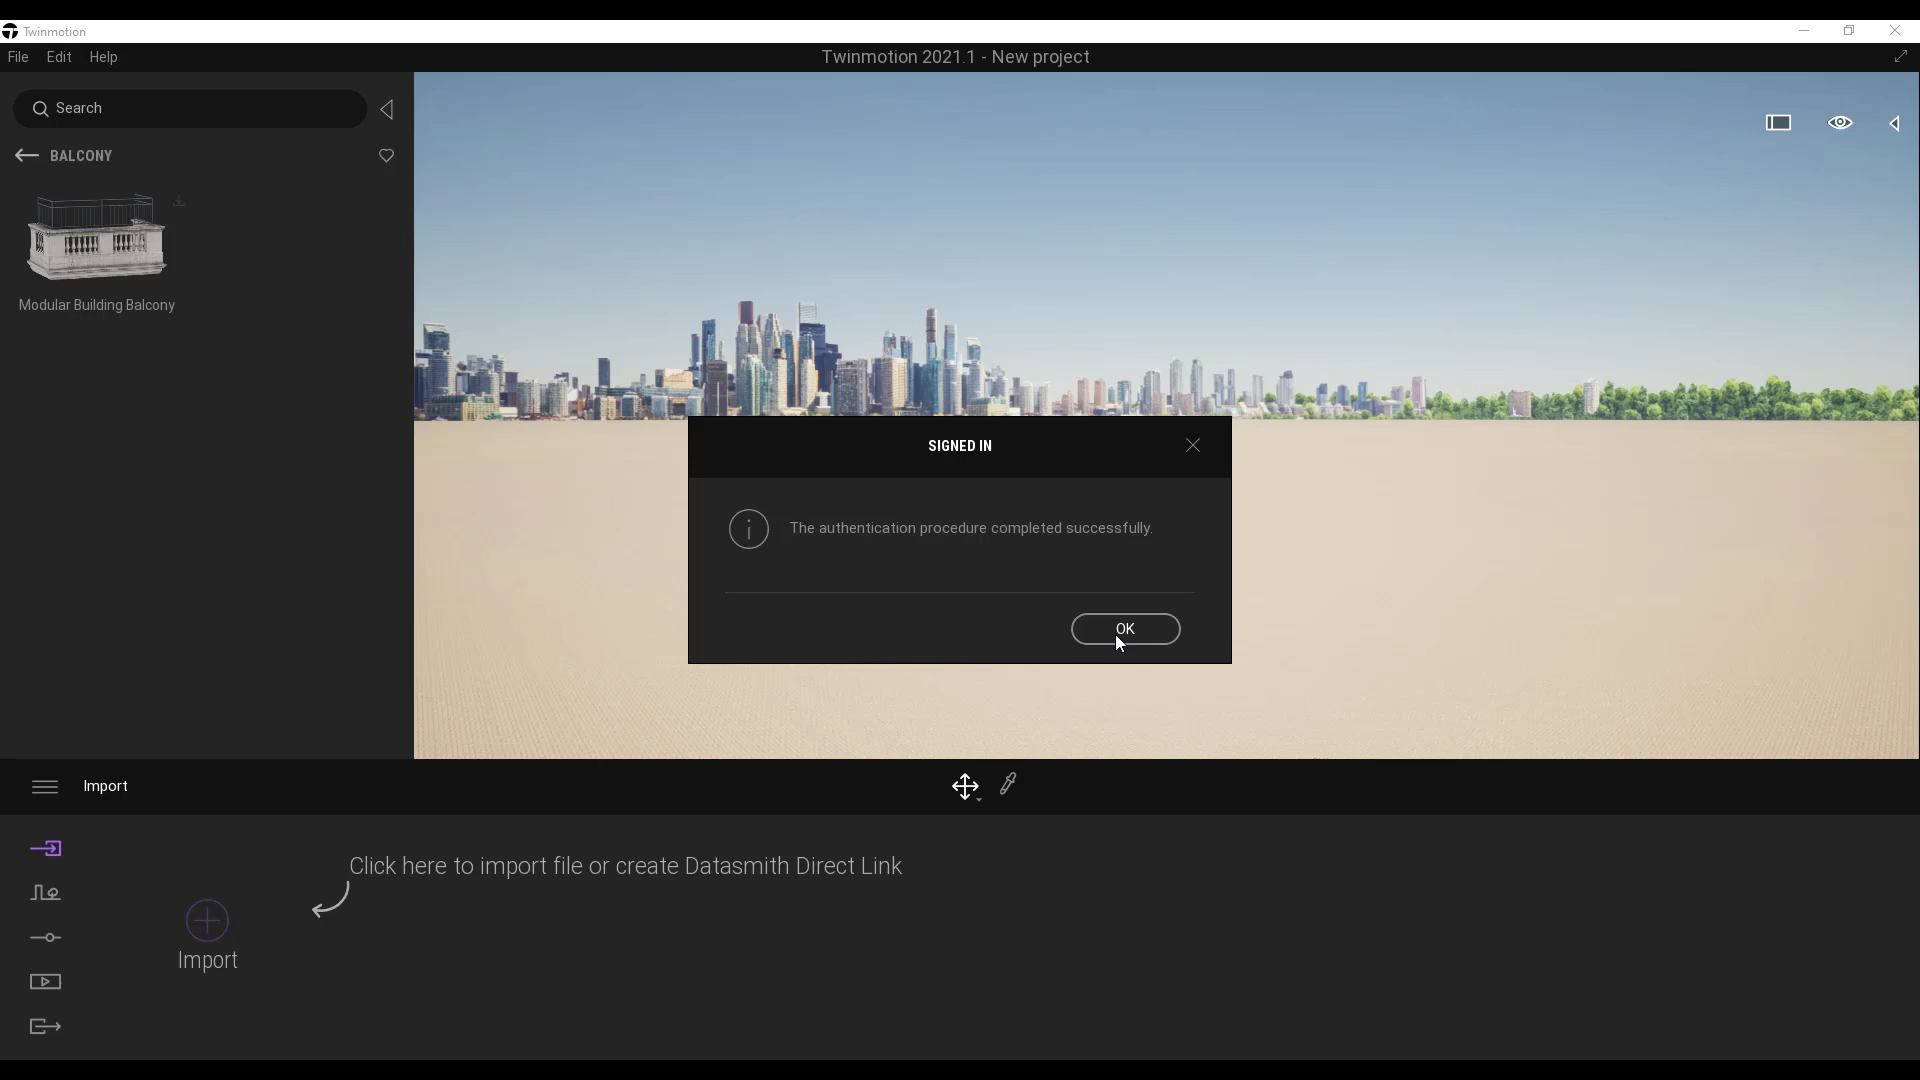 Twinmotion
File Edit Help
Twinmotion 2021.1 - New project
Search
BALCONY
Modular Building Balcony
SIGNED IN
The authentication procedure completed successfully.
OK
Import
Click here to import file or create Datasmith Direct Link
Import